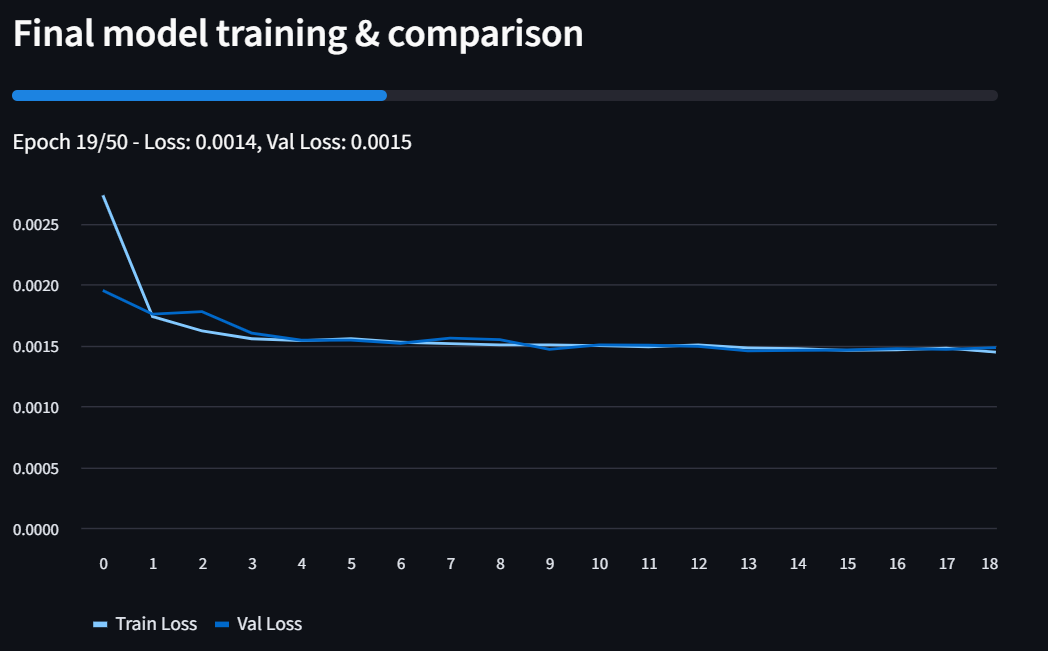 Final model training & comparison
Epoch 19/50 - Loss: 0.0014, Val Loss: 0.0015
0.0025
0.0020
0.0015
0.0010
0.0005
0.0000
0 1 2 3 4 5 6 7 8 9 10 11 12 13 14 15 16 17 18
Train Loss Val Loss